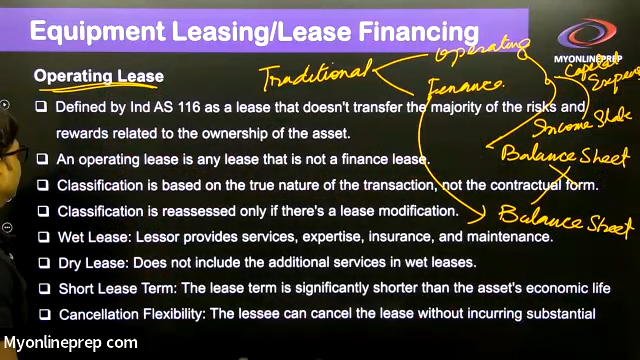 Equipment Leasing/Lease Financing
MYONLINEPREP
Operating Lease
Traditional
Operating
Finance
Capital
Income State
Balance Sheet
Balance Sheet
❑ Defined by Ind AS 116 as a lease that doesn't transfer the majority of the risks and
rewards related to the ownership of the asset.
❑ An operating lease is any lease that is not a finance lease.
❑ Classification is based on the true nature of the transaction, not the contractual form.
❑ Classification is reassessed only if there's a lease modification.
❑ Wet Lease: Lessor provides services, expertise, insurance, and maintenance.
❑ Dry Lease: Does not include the additional services in wet leases.
❑ Short Lease Term: The lease term is significantly shorter than the asset's economic life
❑ Cancellation Flexibility: The lessee can cancel the lease without incurring substantial
Myonlineprep com